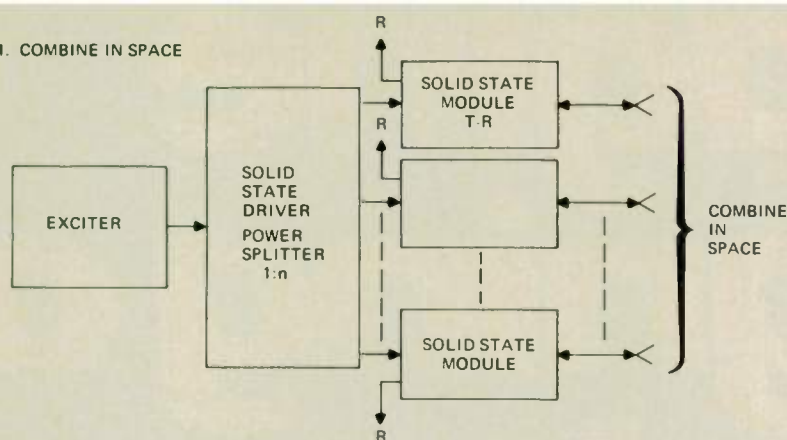 1. COMBINE IN SPACE
EXCITER
SOLID
STATE
DRIVER
POWER
SPLITTER
1:n
R
SOLID STATE
MODULE
T-R
R
SOLID STATE
MODULE
R
COMBINE
IN
SPACE